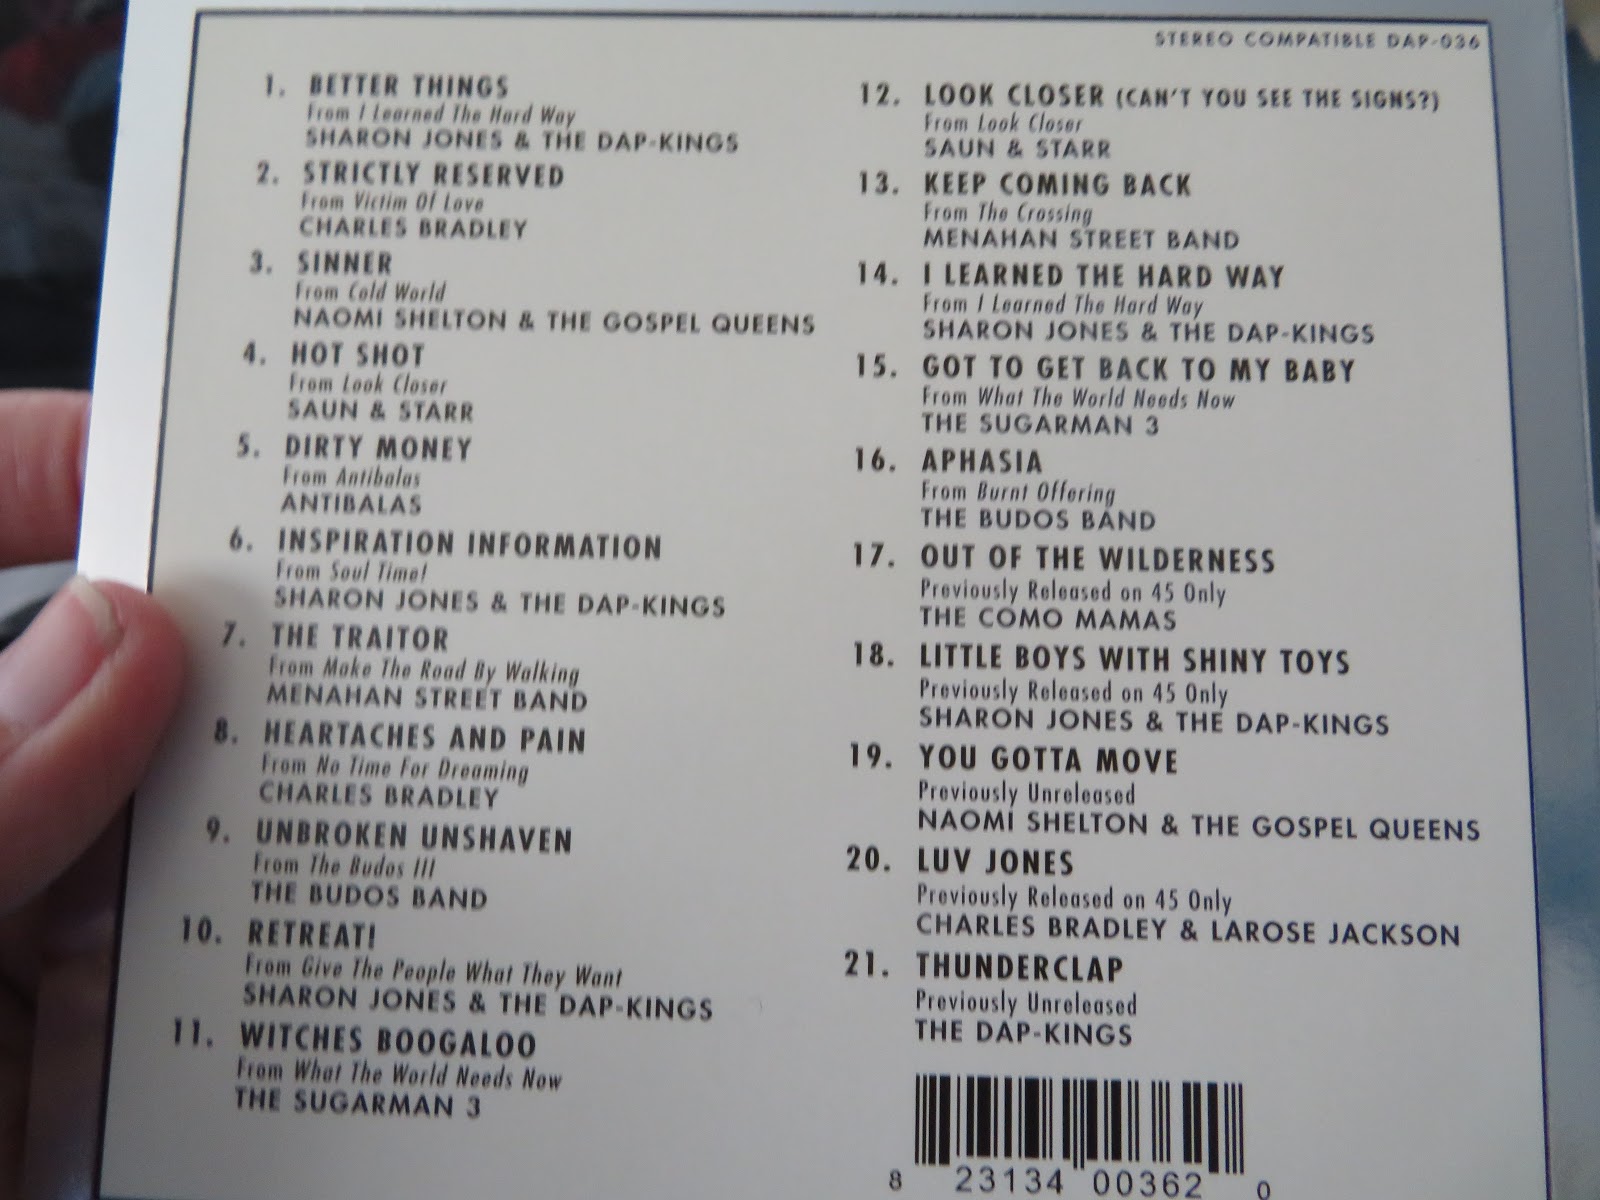 STEREO COMPATIBLE DAP-036
1. BETTER THINGS
From I Learned The Hard Way
SHARON JONES & THE DAP-KINGS
2. STRICTLY RESERVED
From Victim Of Love
CHARLES BRADLEY
3. SINNER
From Cold World
NAOMI SHELTON & THE GOSPEL QUEENS
4. HOT SHOT
From Look Closer
SAUN & STARR
5. DIRTY MONEY
From Antibalas
ANTIBALAS
6. INSPIRATION INFORMATION
From Soul Time!
SHARON JONES & THE DAP-KINGS
7. THE TRAITOR
From Make The Road By Walking
MENAHAN STREET BAND
8. HEARTACHES AND PAIN
From No Time For Dreaming
CHARLES BRADLEY
9. UNBROKEN UNSHAVEN
From The Budos III
THE BUDOS BAND
10. RETREAT!
From Give The People What They Want
SHARON JONES & THE DAP-KINGS
11. WITCHES BOOGALOO
From What The World Needs Now
THE SUGARMAN 3
12. LOOK CLOSER (CAN'T YOU SEE THE SIGNS?)
From Look Closer
SAUN & STARR
13. KEEP COMING BACK
From The Crossing
MENAHAN STREET BAND
14. I LEARNED THE HARD WAY
From I Learned The Hard Way
SHARON JONES & THE DAP-KINGS
15. GOT TO GET BACK TO MY BABY
From What The World Needs Now
THE SUGARMAN 3
16. APHASIA
From Burnt Offering
THE BUDOS BAND
17. OUT OF THE WILDERNESS
Previously Released on 45 Only
THE COMO MAMAS
18. LITTLE BOYS WITH SHINY TOYS
Previously Released on 45 Only
SHARON JONES & THE DAP-KINGS
19. YOU GOTTA MOVE
Previously Unreleased
NAOMI SHELTON & THE GOSPEL QUEENS
20. LUV JONES
Previously Released on 45 Only
CHARLES BRADLEY & LAROSE JACKSON
21. THUNDERCLAP
Previously Unreleased
THE DAP-KINGS
8 23134 00362 0